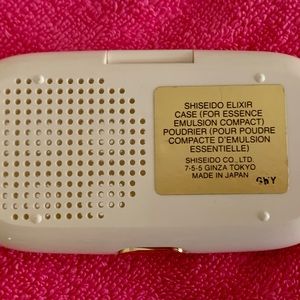 SHISEIDO ELIXIR
CASE (FOR ESSENCE
EMULSION COMPACT)
POUDRIER (POUR POUDRE
COMPACTE D'EMULSION
ESSENTIELLE)
SHISEIDO CO., LTD.
7-5-5 GINZA TOKYO
MADE IN JAPAN